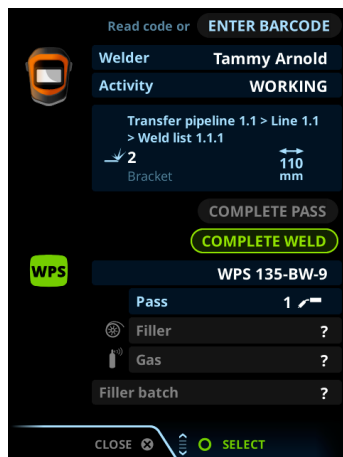 Read code or ENTER BARCODE
Welder Tammy Arnold
Activity WORKING
Transfer pipeline 1.1 > Line 1.1
> Weld list 1.1.1
2 110
Bracket mm
COMPLETE PASS
COMPLETE WELD
WPS WPS 135-BW-9
Pass 1
Filler ?
Gas ?
Filler batch ?
CLOSE SELECT